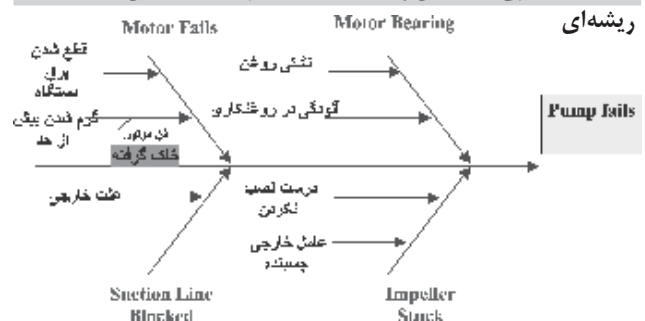 ریشه‌ای
Motor Fails
Motor Bearing
قطع شدن
برق
دستگاه
نشتی روغن
گرم شدن بیش
از حد
آلودگی در روغنکاری
فن موتور
خاک گرفته
Pump fails
علت خارجی
درست نصب
نکردن
عامل خارجی
چسبنده
Suction Line
Blocked
Impeller
Stuck